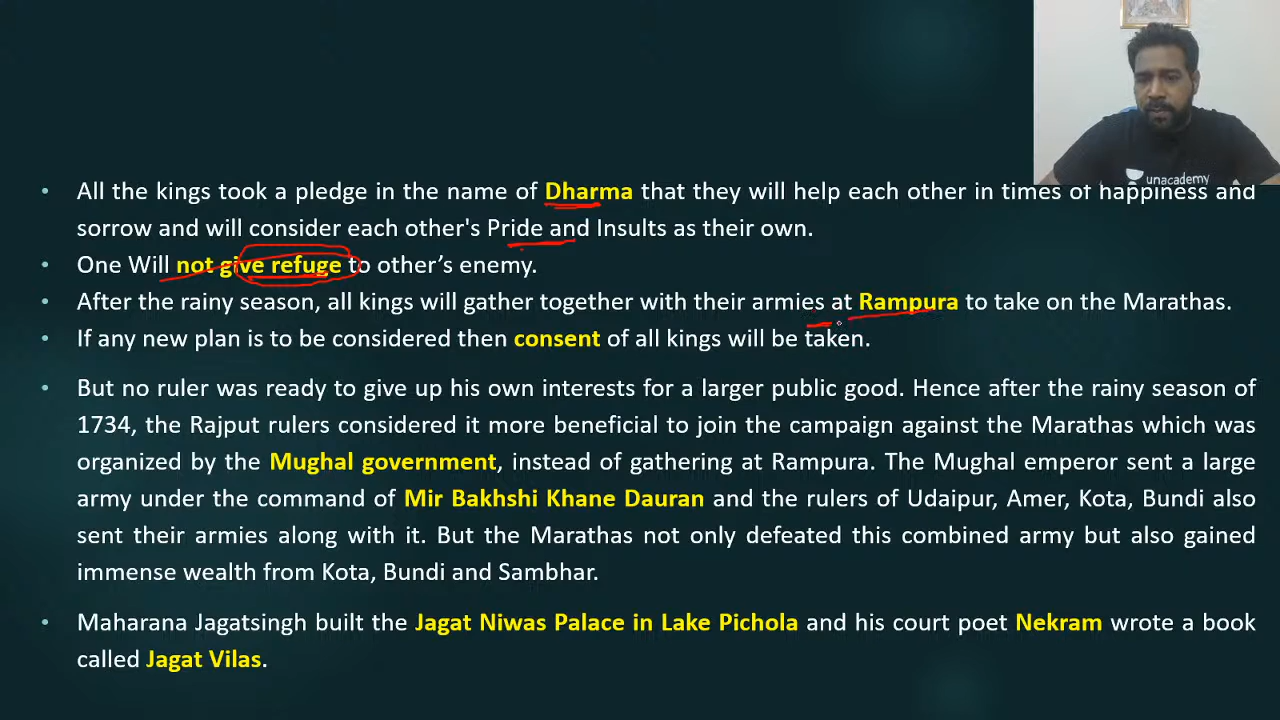 unacademy
• All the kings took a pledge in the name of Dharma that they will help each other in times of happiness and
sorrow and will consider each other's Pride and Insults as their own.
• One Will not give refuge to other's enemy.
• After the rainy season, all kings will gather together with their armies at Rampura to take on the Marathas.
• If any new plan is to be considered then consent of all kings will be taken.
• But no ruler was ready to give up his own interests for a larger public good. Hence after the rainy season of
1734, the Rajput rulers considered it more beneficial to join the campaign against the Marathas which was
organized by the Mughal government, instead of gathering at Rampura. The Mughal emperor sent a large
army under the command of Mir Bakhshi Khane Dauran and the rulers of Udaipur, Amer, Kota, Bundi also
sent their armies along with it. But the Marathas not only defeated this combined army but also gained
immense wealth from Kota, Bundi and Sambhar.
• Maharana Jagatsingh built the Jagat Niwas Palace in Lake Pichola and his court poet Nekram wrote a book
called Jagat Vilas.